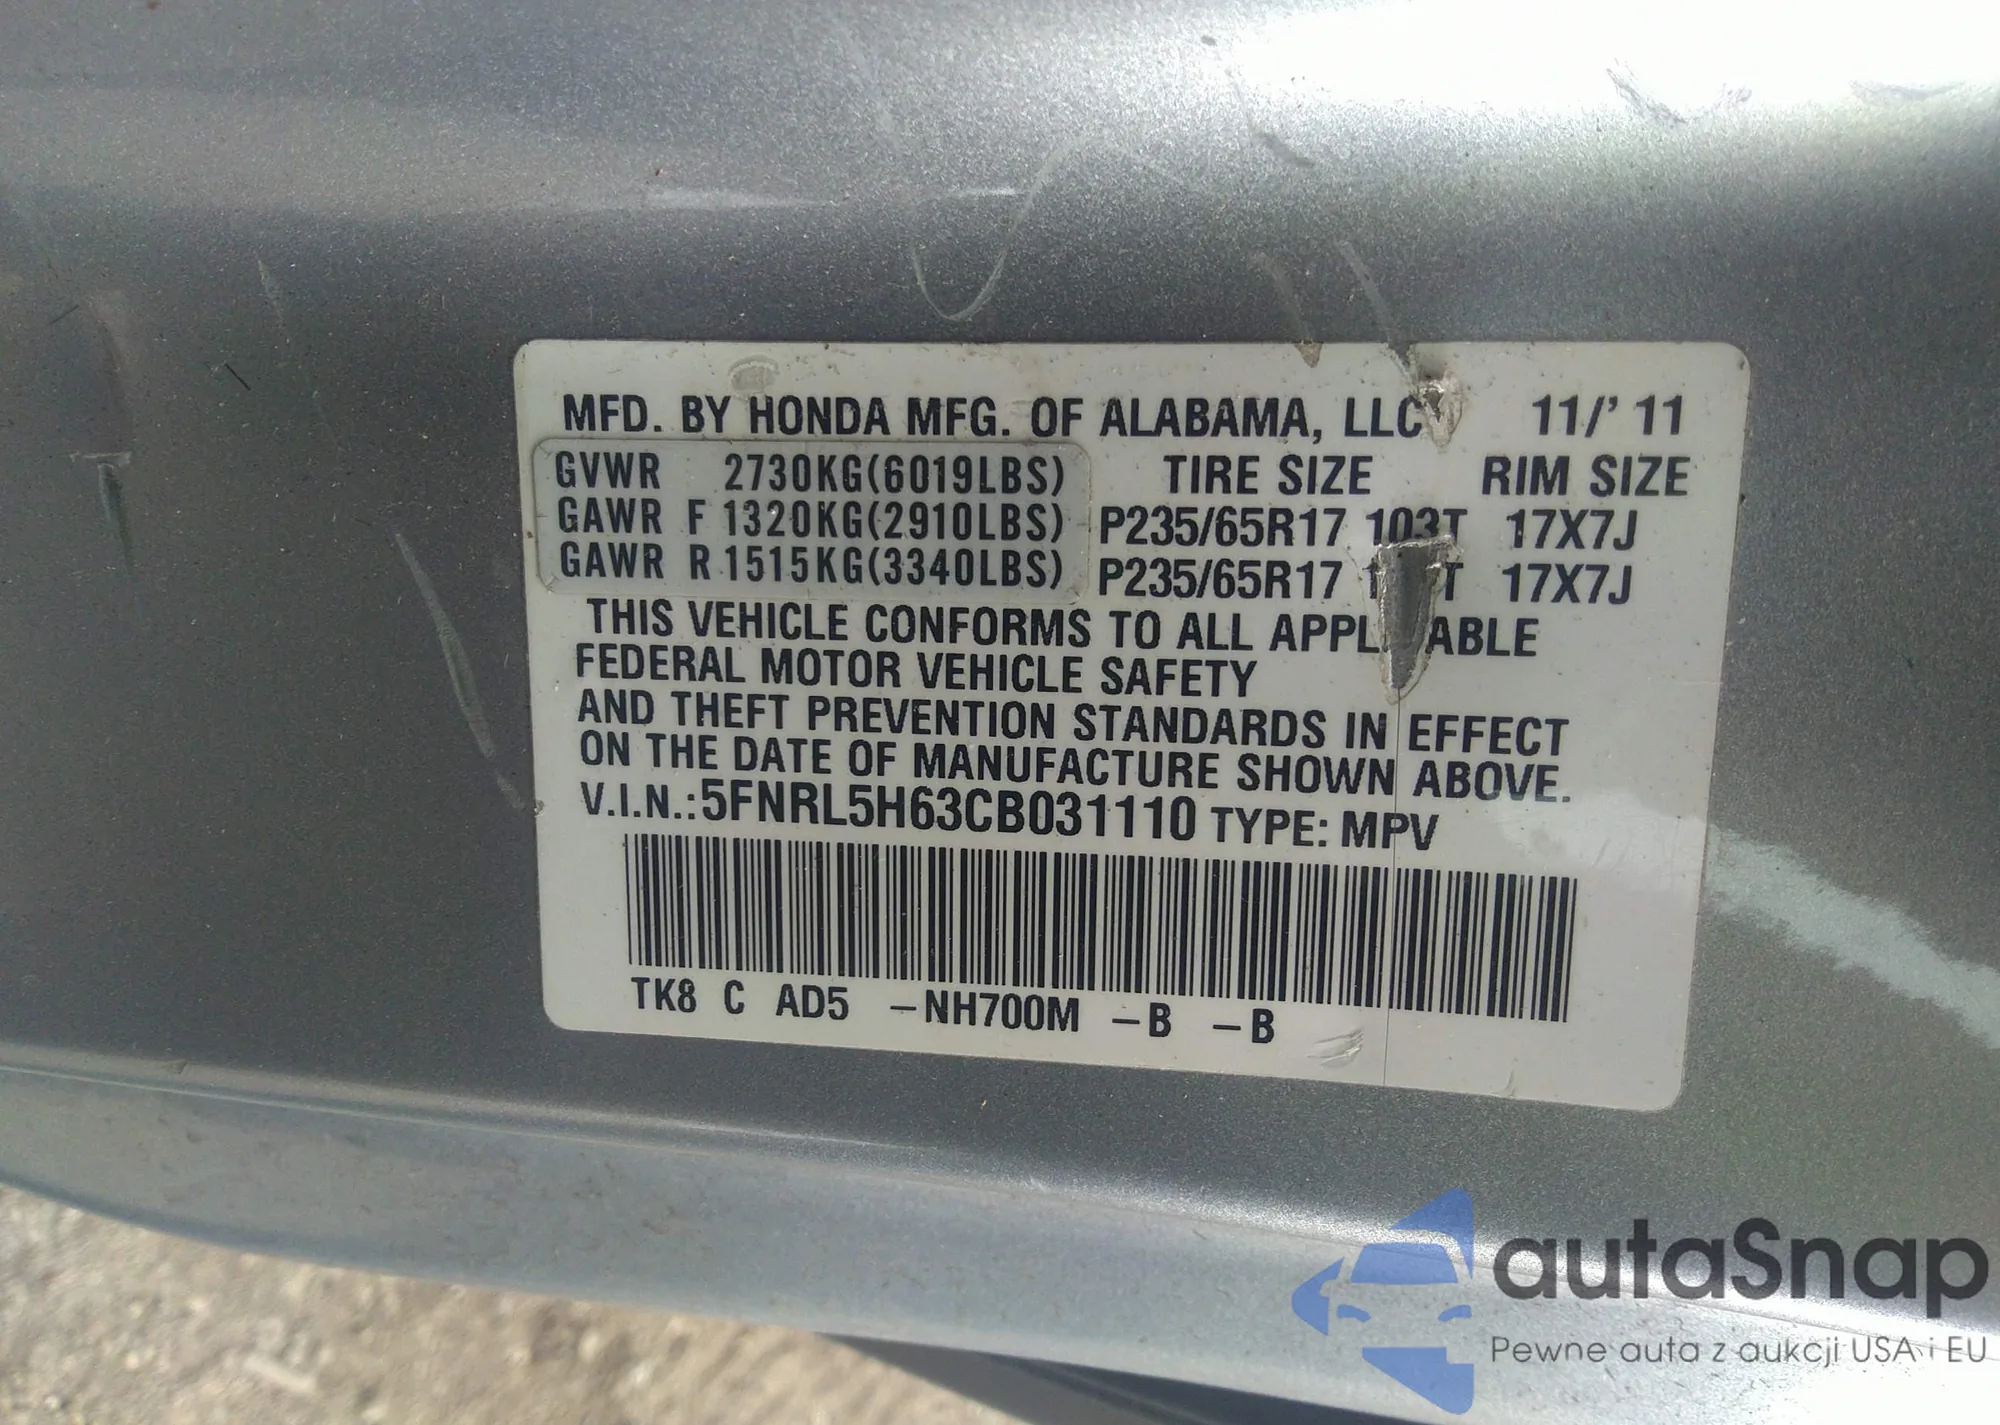 MFD. BY HONDA MFG. OF ALABAMA, LLC 11/' 11
GVWR 2730KG(6019LBS) TIRE SIZE RIM SIZE
GAWR F 1320KG(2910LBS) P235/65R17 103T 17X7J
GAWR R 1515KG(3340LBS) P235/65R17 17X7J
THIS VEHICLE CONFORMS TO ALL
FEDERAL MOTOR VEHICLE SAFETY
AND THEFT PREVENTION STANDARDS IN EFFECT
ON THE DATE OF MANUFACTURE SHOWN ABOVE.
V.I.N.:5FNRL5H63CB031110 TYPE: MPV
TK8 C AD5 -NH700M -B -B
autaSnap
Pewne auta z aukcji USA i EU